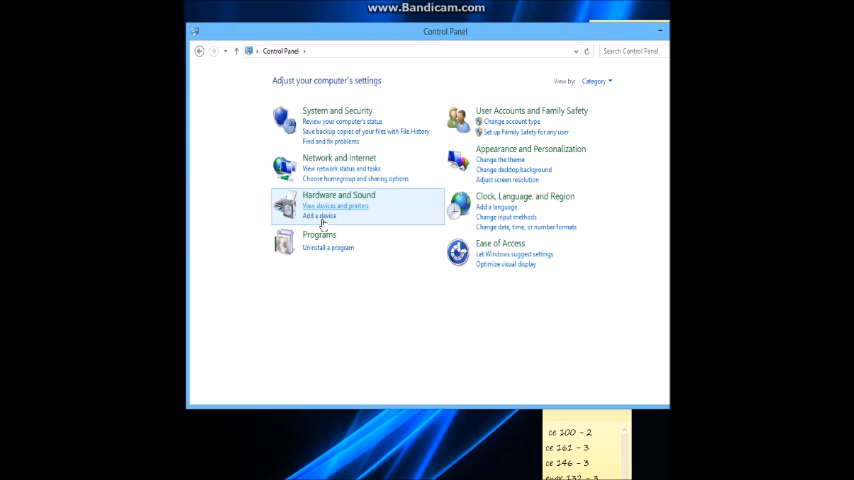 www.Bandicam.com
Control Panel
Control Panel
Search Control Panel
Adjust your computer's settings
View by: Category
System and Security
Review your computer's status
Save backup copies of your files with File History
Find and fix problems
Network and Internet
View network status and tasks
Choose homegroup and sharing options
Hardware and Sound
View devices and printers
Add a device
Programs
Uninstall a program
User Accounts and Family Safety
Change account type
Set up Family Safety for any user
Appearance and Personalization
Change the theme
Change desktop background
Adjust screen resolution
Clock, Language, and Region
Add a language
Change input methods
Change date, time, or number formats
Ease of Access
Let Windows suggest settings
Optimize visual display
ce 100 - 2
ce 161 - 3
ce 146 - 3